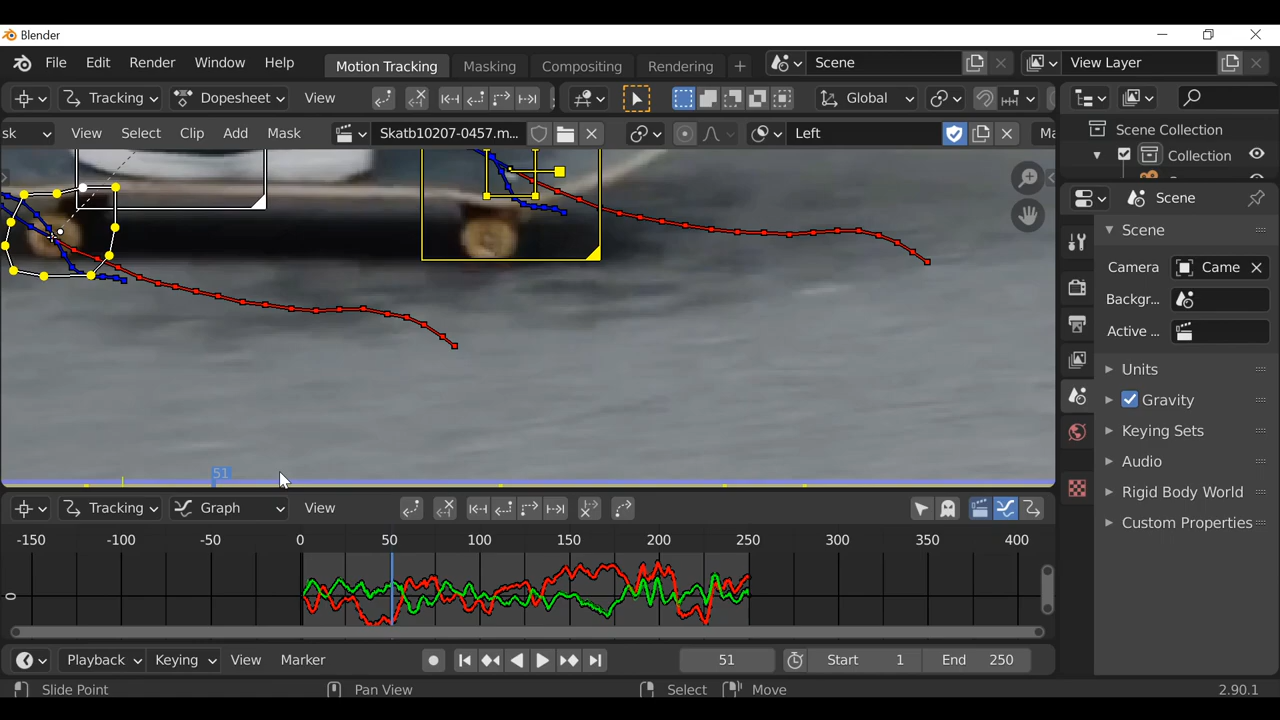 Blender
File Edit Render Window Help Motion Tracking Masking Compositing Rendering Scene View Layer
Tracking Dopesheet View Global
sk View Select Clip Add Mask Skatb10207-0457.m... Left Ma
Scene Collection
Collection
Scene
Scene
Camera Came
Backgr...
Active ...
Units
Gravity
Keying Sets
Audio
Rigid Body World
Custom Properties
51
Tracking Graph View
-150 -100 -50 0 50 100 150 200 250 300 350 400
0
Playback Keying View Marker 51 Start 1 End 250
Slide Point Pan View Select Move 2.90.1